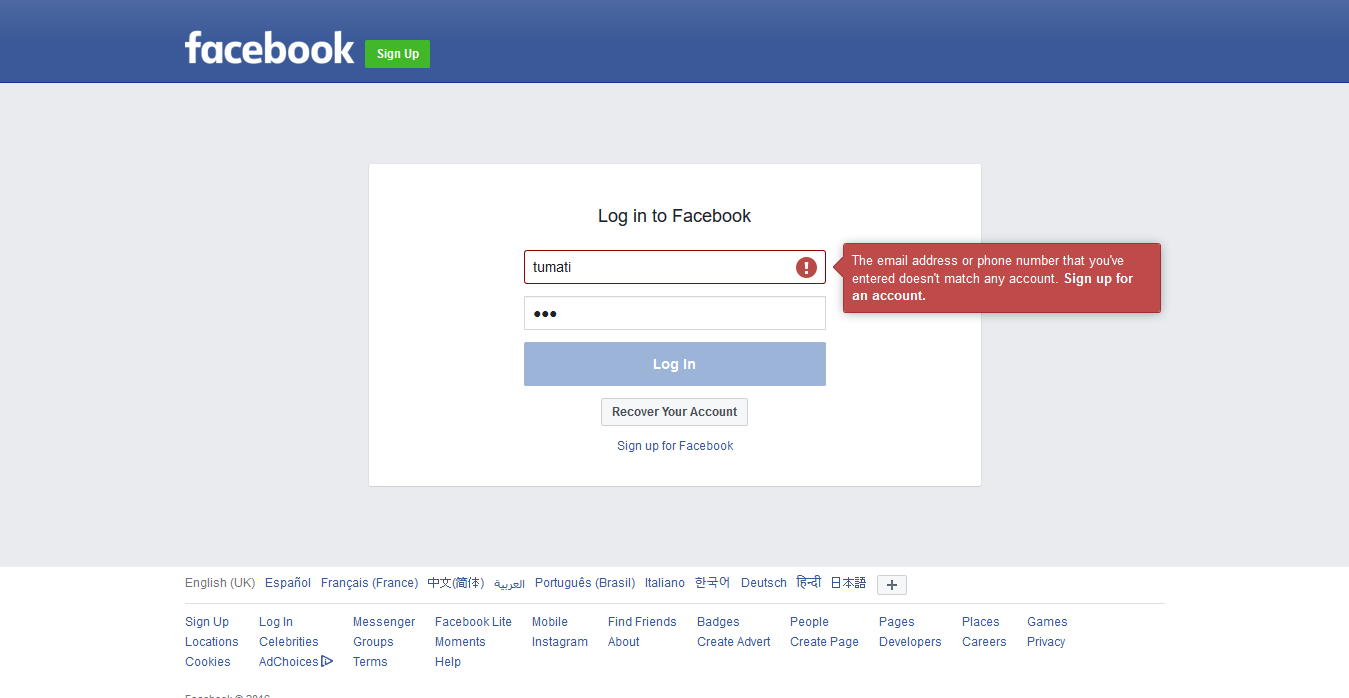 facebook Sign Up
Log in to Facebook
tumati
The email address or phone number that you've
entered doesn't match any account. Sign up for
an account.
Log In
Recover Your Account
Sign up for Facebook
English (UK) Español Français (France) 中文(简体) العربية Português (Brasil) Italiano 한국어 Deutsch हिन्दी 日本語
Sign Up Log In Messenger Facebook Lite Mobile Find Friends Badges People Pages Places Games
Locations Celebrities Groups Moments Instagram About Create Advert Create Page Developers Careers Privacy
Cookies AdChoices Terms Help
Facebook © 2016